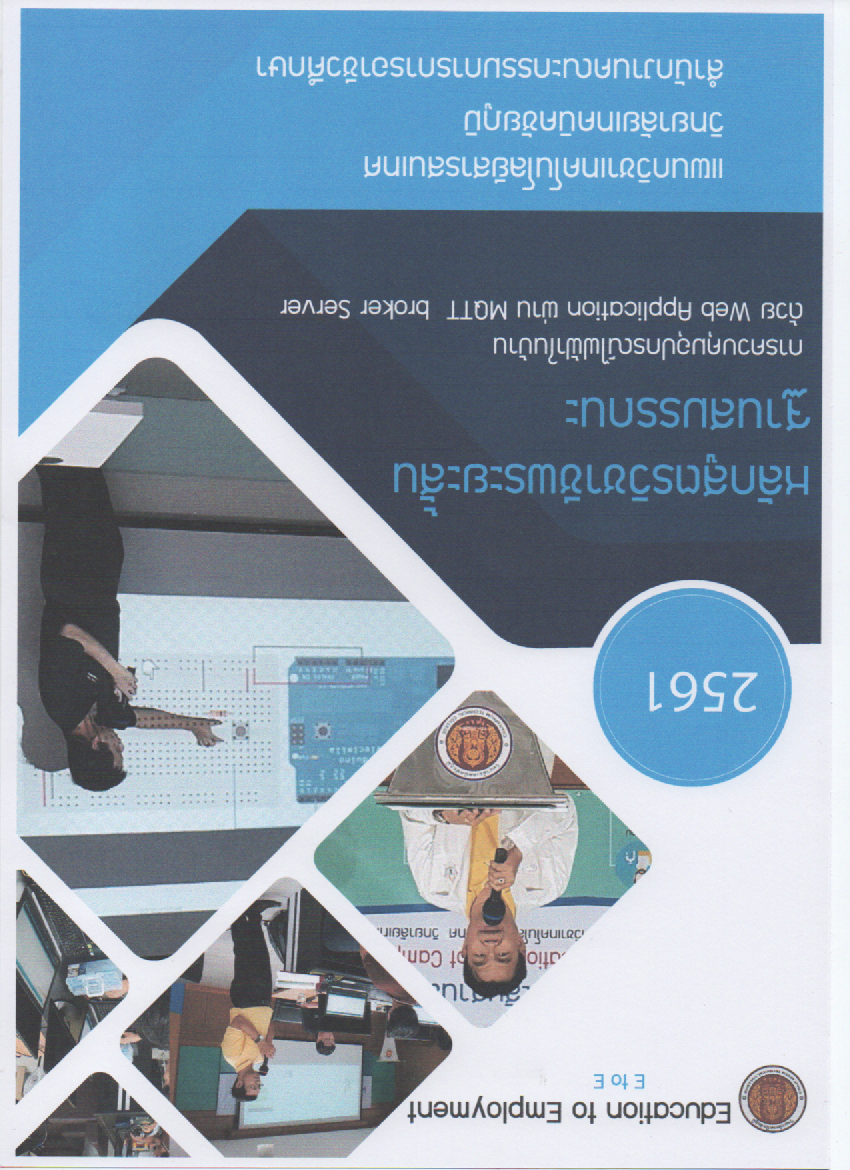 Education to Employment
E to E
2561
หลักสูตรวิชาชีพระยะสั้น
ฐานสมรรถนะ
การควบคุมอุปกรณ์ไฟฟ้าในบ้าน
ด้วย Web Application ผ่าน MQTT broker Server
แผนกวิชาเทคโนโลยีสารสนเทศ
วิทยาลัยเทคนิคชัยภูมิ
สำนักงานคณะกรรมการการอาชีวศึกษา